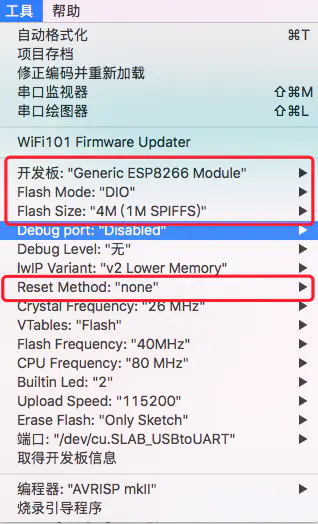 工具 帮助
自动格式化 ⌘T
项目存档
修正编码并重新加载
串口监视器 ⇧⌘M
串口绘图器 ⇧⌘L
WiFi101 Firmware Updater
开发板: "Generic ESP8266 Module"
Flash Mode: "DIO"
Flash Size: "4M (1M SPIFFS)"
Debug port: "Disabled"
Debug Level: "无"
IwIP Variant: "v2 Lower Memory"
Reset Method: "none"
Crystal Frequency: "26 MHz"
VTables: "Flash"
Flash Frequency: "40MHz"
CPU Frequency: "80 MHz"
Builtin Led: "2"
Upload Speed: "115200"
Erase Flash: "Only Sketch"
端口: "/dev/cu.SLAB_USBtoUART"
取得开发板信息
编程器: "AVRISP mkII"
烧录引导程序